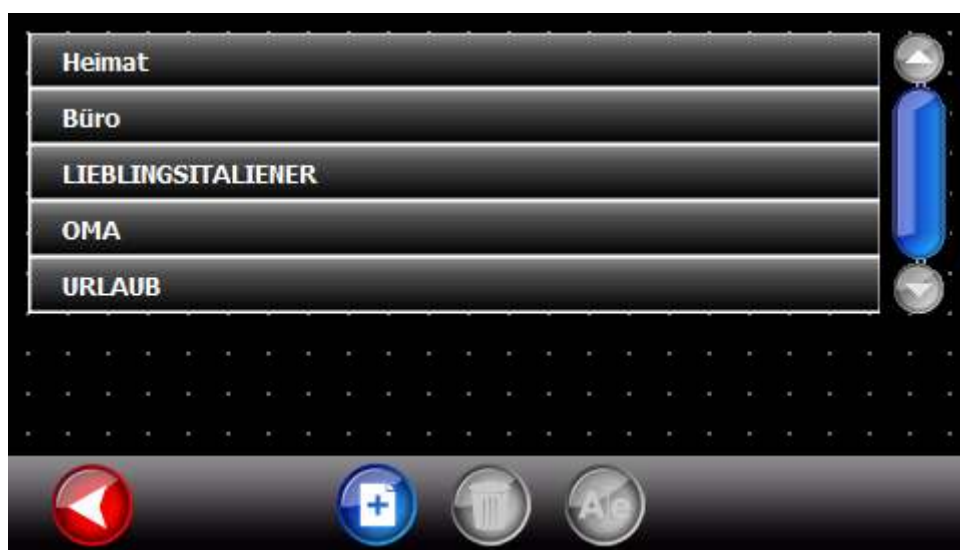 Heimat
Büro
LIEBLINGSITALIENER
OMA
URLAUB
A|e